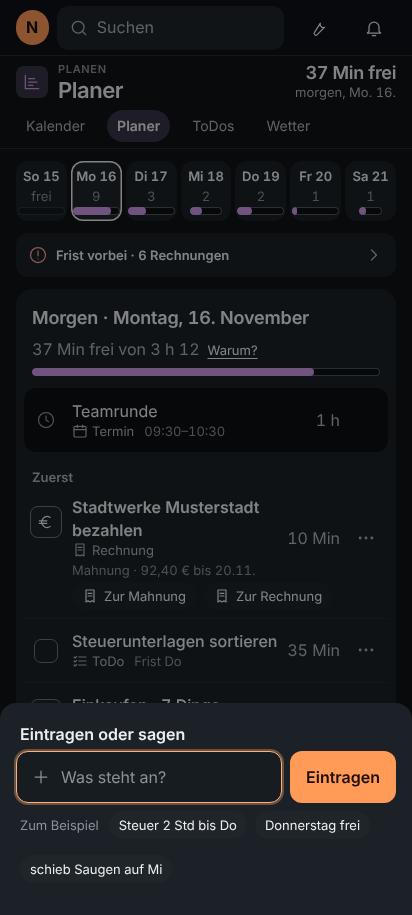 N
Suchen
PLANEN
Planer
37 Min frei
morgen, Mo. 16.
Kalender
Planer
ToDos
Wetter
So 15
frei
Mo 16
9
Di 17
3
Mi 18
2
Do 19
2
Fr 20
1
Sa 21
1
Frist vorbei · 6 Rechnungen
Morgen · Montag, 16. November
37 Min frei von 3 h 12 Warum?
Teamrunde
Termin 09:30–10:30
1 h
Zuerst
Stadtwerke Musterstadt
bezahlen
Rechnung
Mahnung · 92,40 € bis 20.11.
10 Min
Zur Mahnung
Zur Rechnung
Steuerunterlagen sortieren
ToDo Frist Do
35 Min
Einkaufen · 7 Dinge
Eintragen oder sagen
Was steht an?
Eintragen
Zum Beispiel
Steuer 2 Std bis Do
Donnerstag frei
schieb Saugen auf Mi